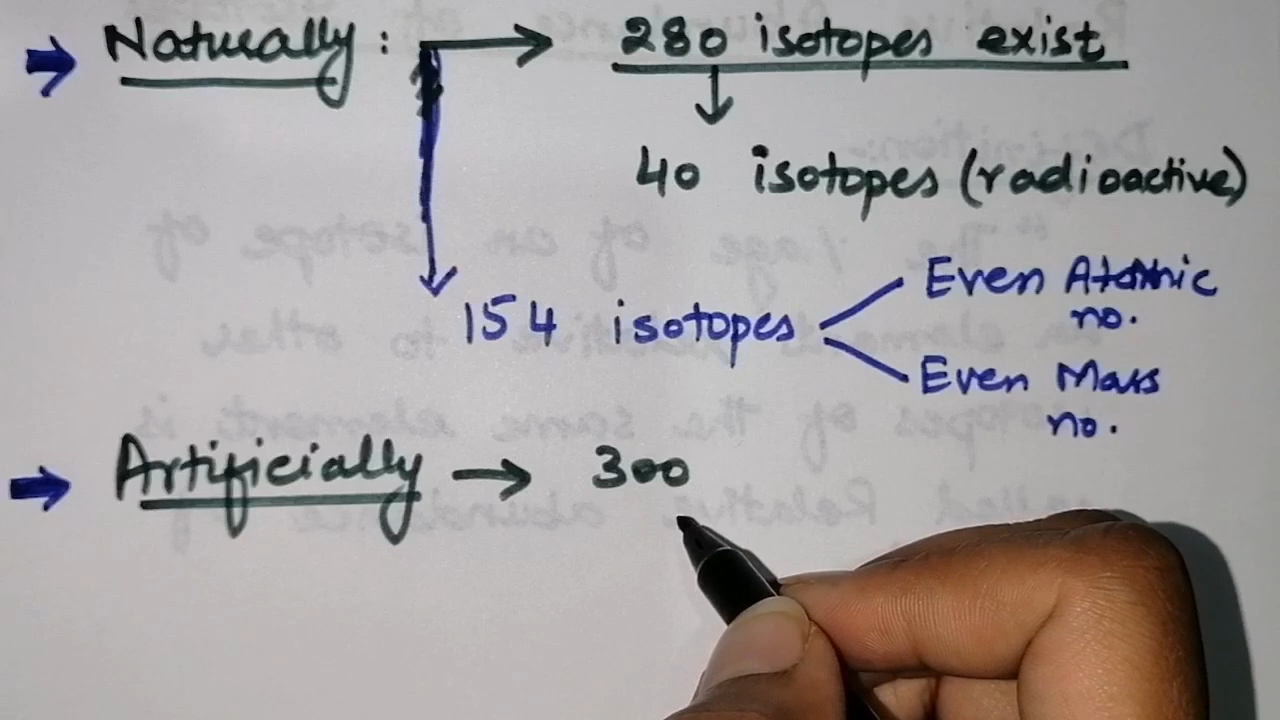 Naturally : → 280 isotopes exist
40 isotopes (radioactive)
Even Atomic
no.
154 isotopes
Even Mass
no.
Artificially → 300